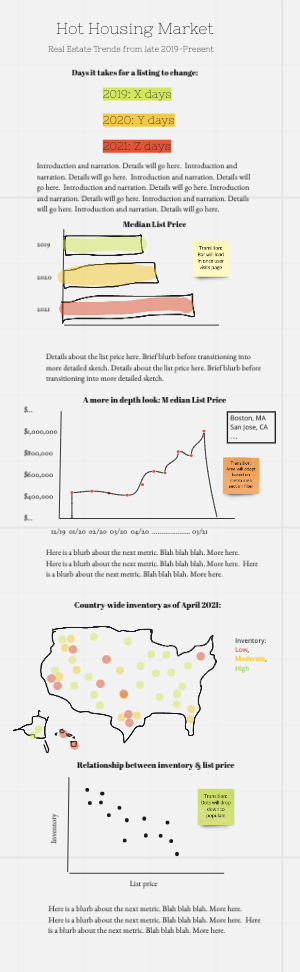 Hot Housing Market
Real Estate Trends from late 2019-Present
Days it takes for a listing to change:
2019: X days
2020: Y days
2021: Z days
Introduction and narration. Details will go here. Introduction and
narration. Details will go here. Introduction and narration. Details will
go here. Introduction and narration. Details will go here. Introduction
and narration. Details will go here. Introduction and narration. Details
will go here. Introduction and narration. Details will go here.
Median List Price
2019
2020
2021
Transition:
Bar will load
in once user
visits page
Details about the list price here. Brief blurb before transitioning into
more detailed sketch. Details about the list price here. Brief blurb before
transitioning into more detailed sketch.
A more in depth look: Median List Price
$...
$1,000,000
$800,000
$600,000
$400,000
$...
Boston, MA
San Jose, CA
...
Transition:
Area will adapt
based on
metro area
section filter
11/19 01/20 02/20 03/20 04/20 .................... 03/21
Here is a blurb about the next metric. Blah blah blah. More here.
Here is a blurb about the next metric. Blah blah blah. More here. Here
is a blurb about the next metric. Blah blah blah. More here.
Country-wide inventory as of April 2021:
Inventory:
Low,
Moderate,
High
Relationship between inventory & list price
Inventory
Transition:
Dots will drop
down to
populate
List price
Here is a blurb about the next metric. Blah blah blah. More here.
Here is a blurb about the next metric. Blah blah blah. More here. Here
is a blurb about the next metric. Blah blah blah. More here.